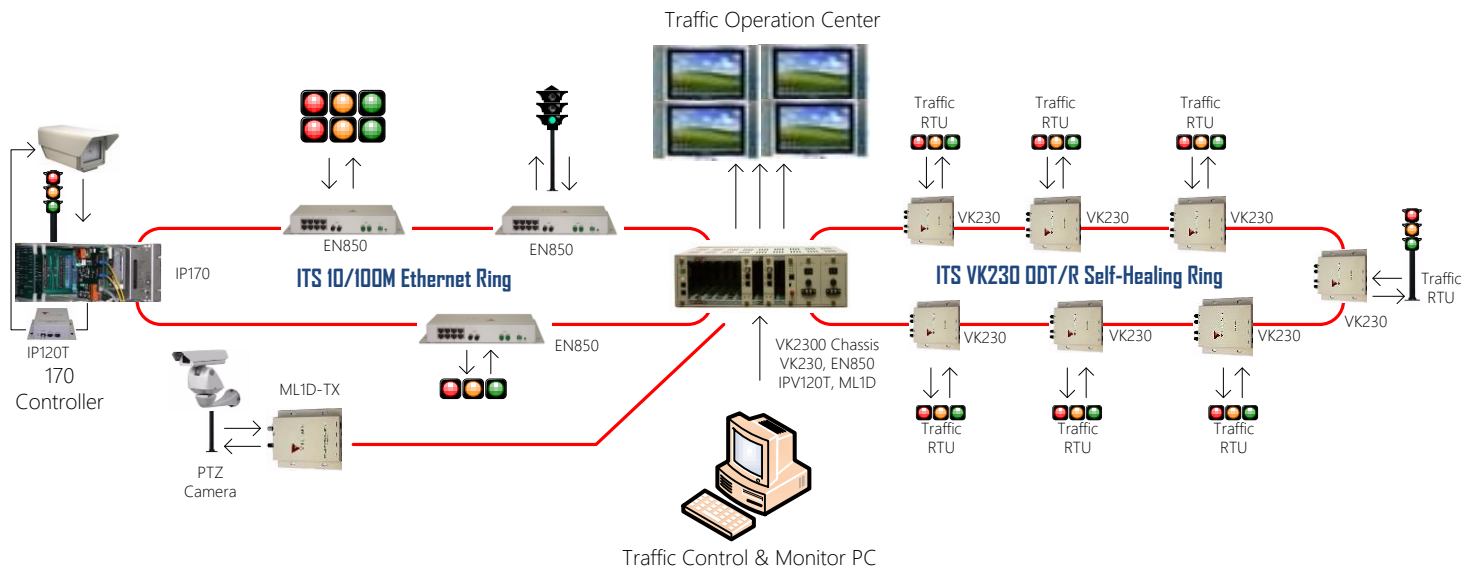 Traffic Operation Center
Traffic
RTU
Traffic
RTU
Traffic
RTU
VK230
VK230
VK230
EN850
EN850
IP170
ITS 10/100M Ethernet Ring
ITS VK230 ODT/R Self-Healing Ring
Traffic
RTU
VK230
IP120T
170
Controller
EN850
VK2300 Chassis
VK230, EN850
IPV120T, ML1D
VK230
VK230
VK230
ML1D-TX
PTZ
Camera
Traffic
RTU
Traffic
RTU
Traffic
RTU
Traffic Control & Monitor PC